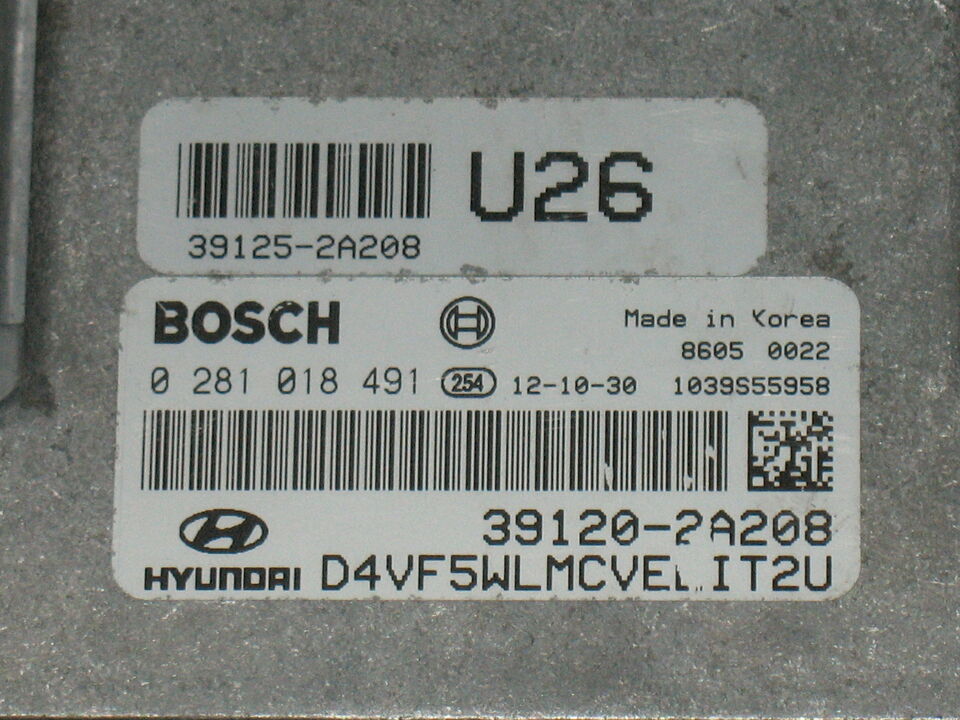 U26
39125-2A208
BOSCH
Made in Korea
8605 0022
0 281 018 491 254 12-10-30 1039S55958
39120-2A208
HYUNDAI